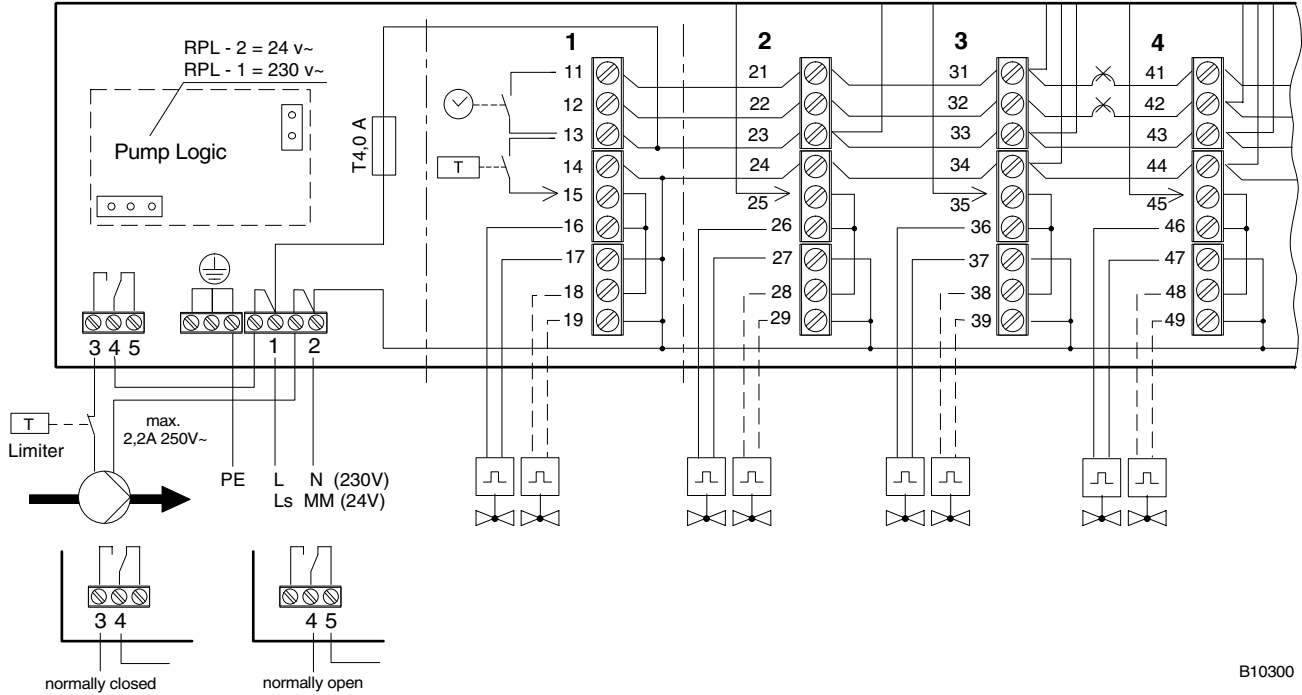 RPL - 2 = 24 v~
RPL - 1 = 230 v~
Pump Logic
T4,0 A
1 2 3 4
11 21 31 41
12 22 32 42
13 23 33 43
T 14 24 34 44
15 25 35 45
16 26 36 46
17 27 37 47
18 28 38 48
19 29 39 49
3 4 5 1 2
T
Limiter
max.
2,2A 250V~
PE L N (230V)
Ls MM (24V)
3 4
normally closed
4 5
normally open
B10300